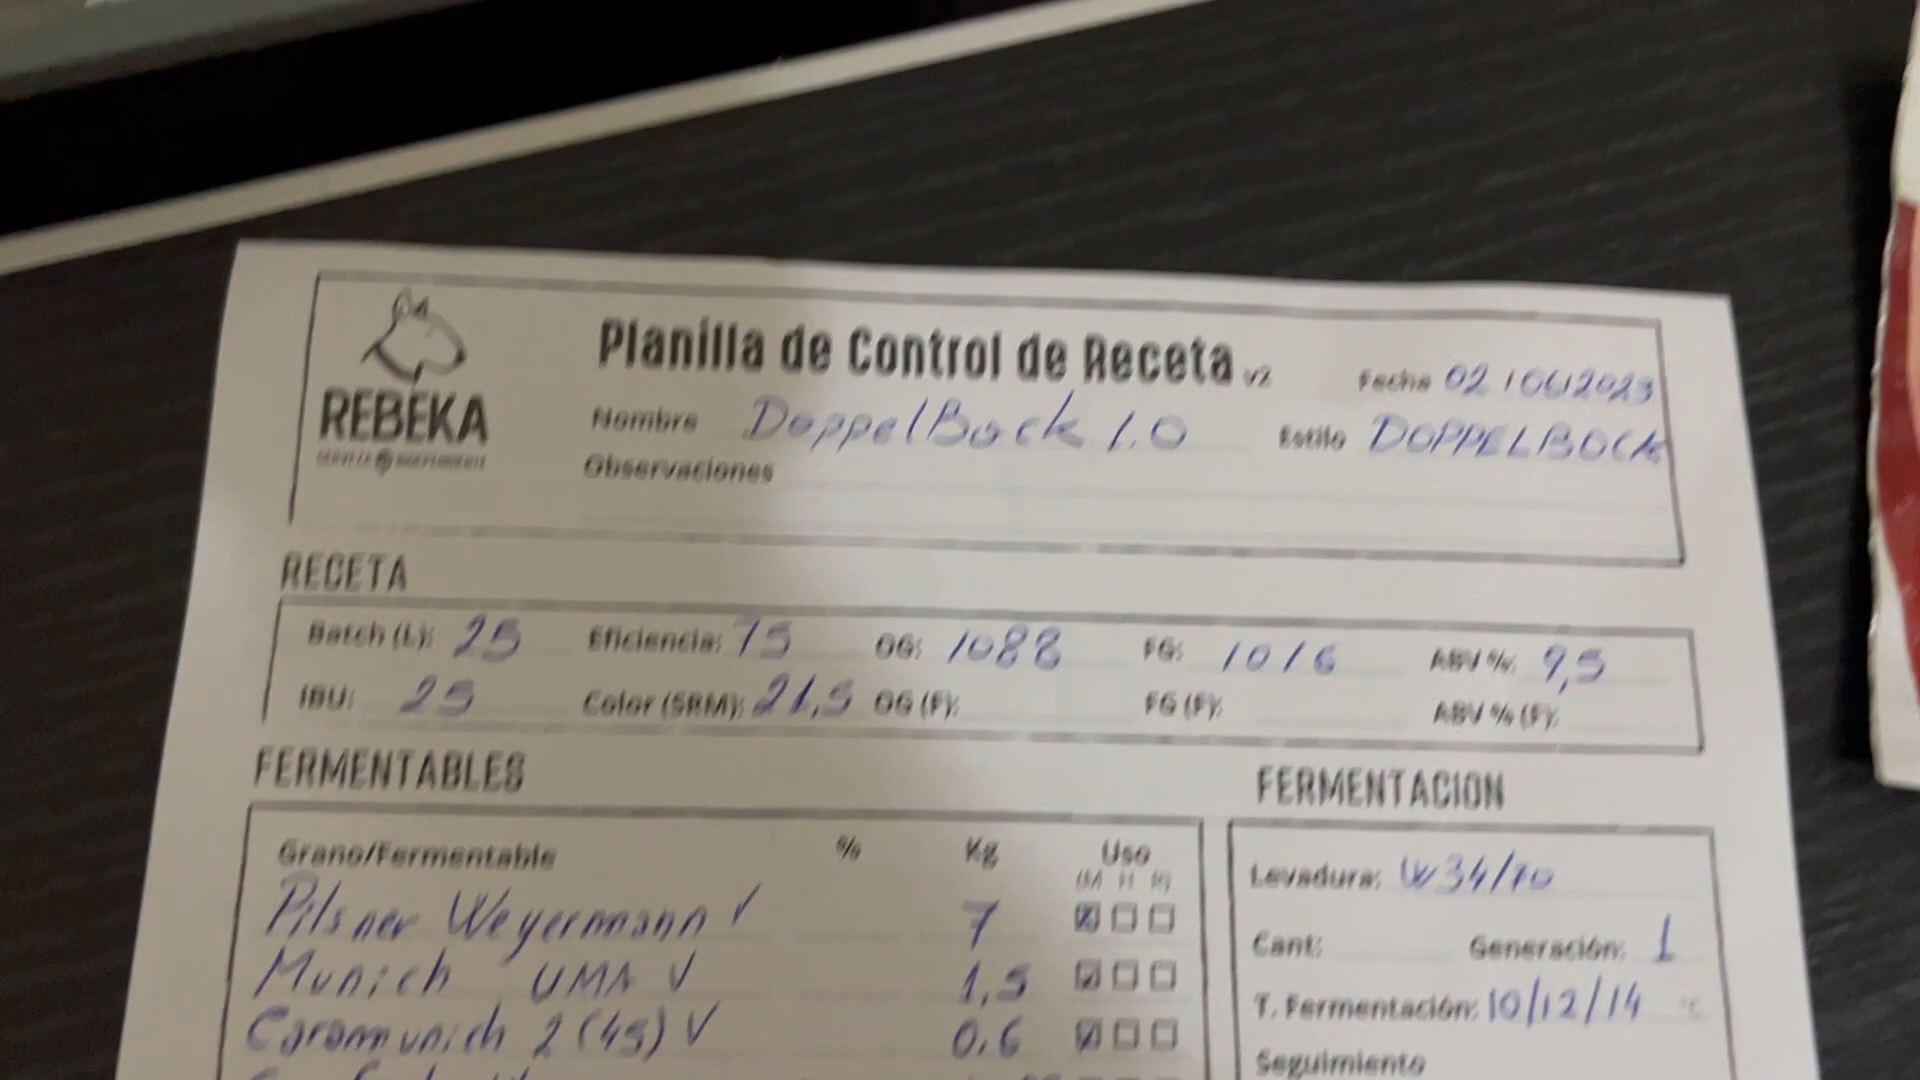 Planilla de Control de Receta v2 Fecha 02/06/2023
REBEKA
Nombre DoppelBock 1.0 Estilo DOPPELBOCK
CERVEZA INDEPENDIENTE
Observaciones
RECETA
Batch (L): 25 Eficiencia: 75 OG: 1088 FG: 1016 ABV %: 9,5
IBU: 25 Color (SRM): 21,5 OG (F): FG (F): ABV % (F):
FERMENTABLES
FERMENTACION
Grano/Fermentable % Kg Uso
Levadura: W34/70
Pilsner Weyermann ✓ 7
Cant: Generación: 1
Munich UMA V 1,5
T. Fermentación: 10/12/14 °C
Caramunich 2 (45) V 0.6
Seguimiento